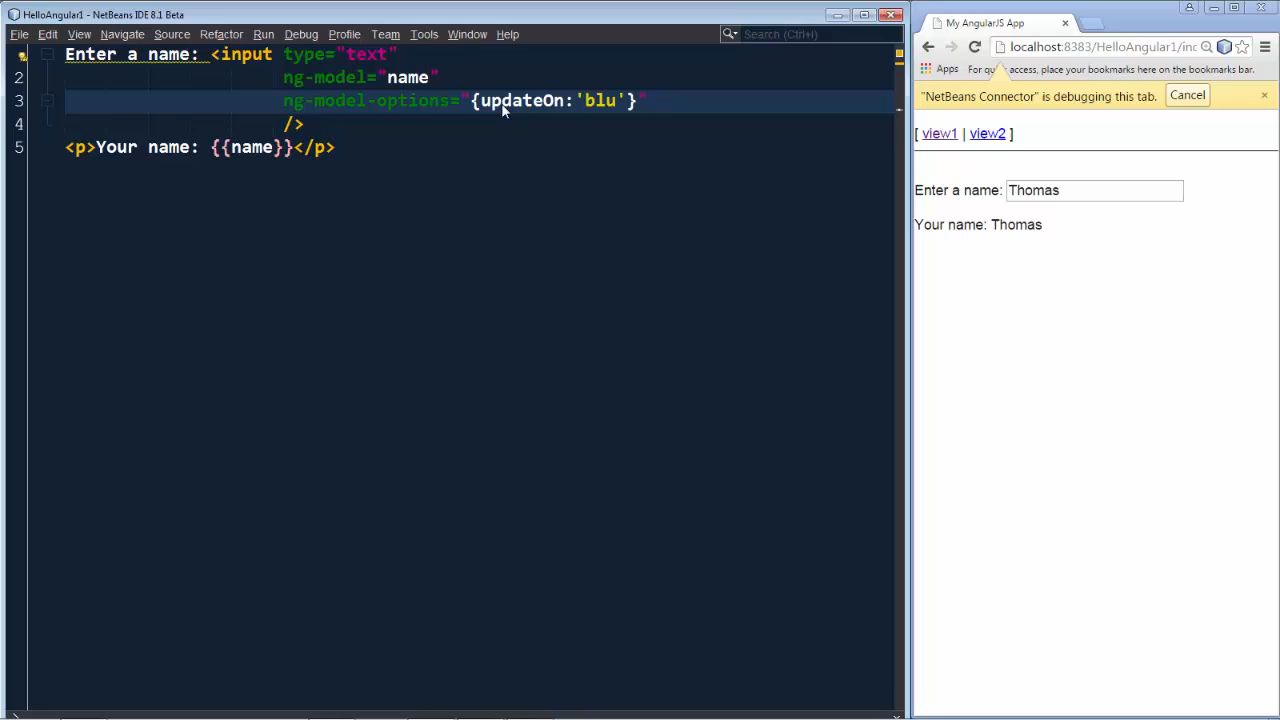 HelloAngular1 - NetBeans IDE 8.1 Beta
File Edit View Navigate Source Refactor Run Debug Profile Team Tools Window Help
Search (Ctrl+I)
Enter a name: <input type="text"
2 ng-model="name"
3 ng-model-options="{updateOn:'blu'}"
4 />
5 <p>Your name: {{name}}</p>
My AngularJS App
localhost:8383/HelloAngular1/inc
Apps For quick access, place your bookmarks here on the bookmarks bar.
"NetBeans Connector" is debugging this tab. Cancel
[ view1 | view2 ]
Enter a name: Thomas
Your name: Thomas